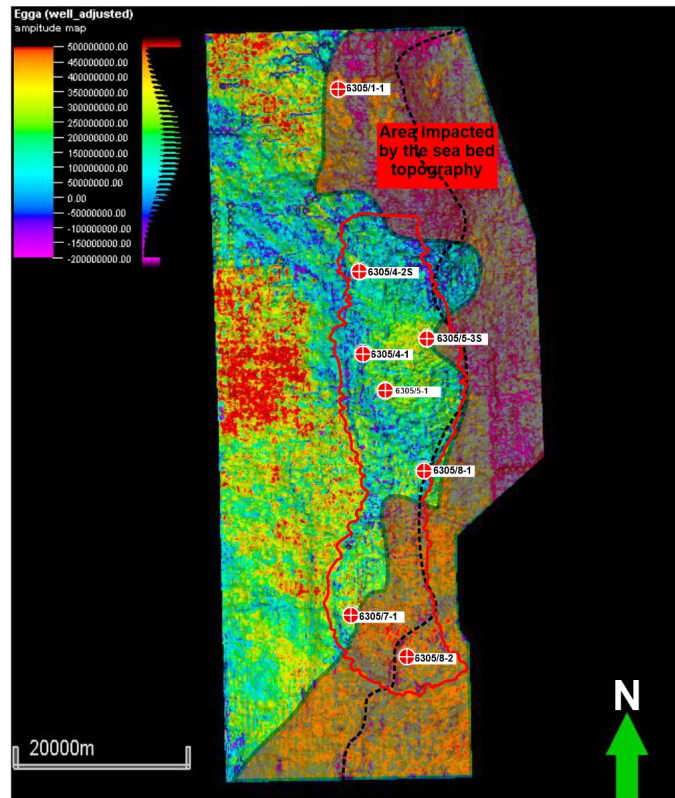 Egga (well_adjusted)
ampitude map
500000000.00
450000000.00
400000000.00
350000000.00
300000000.00
250000000.00
200000000.00
150000000.00
100000000.00
50000000.00
0.00
-50000000.00
-100000000.00
-150000000.00
-200000000.00
6305/1-1
Area Impacted
by the sea bed
topography
6305/4-2S
6305/5-3S
6305/4-1
6305/5-1
6305/8-1
6305/7-1
6305/8-2
N
20000m